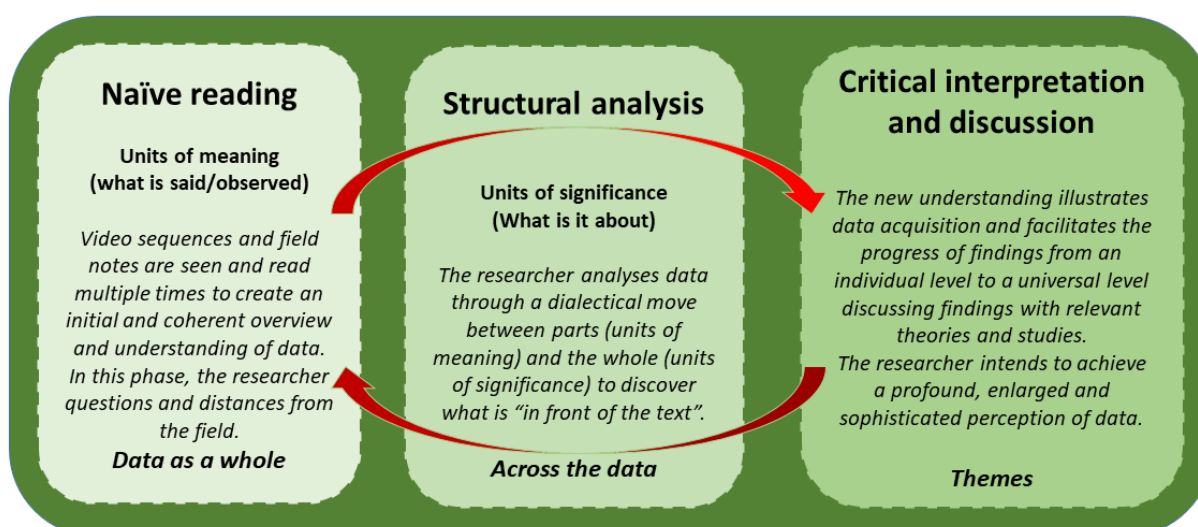 Naïve reading
Units of meaning
(what is said/observed)
Video sequences and field
notes are seen and read
multiple times to create an
initial and coherent overview
and understanding of data.
In this phase, the researcher
questions and distances from
the field.
Data as a whole
Structural analysis
Units of significance
(What is it about)
The researcher analyses data
through a dialectical move
between parts (units of
meaning) and the whole (units
of significance) to discover
what is “in front of the text”.
Across the data
Critical interpretation
and discussion
The new understanding illustrates
data acquisition and facilitates the
progress of findings from an
individual level to a universal level
discussing findings with relevant
theories and studies.
The researcher intends to achieve
a profound, enlarged and
sophisticated perception of data.
Themes